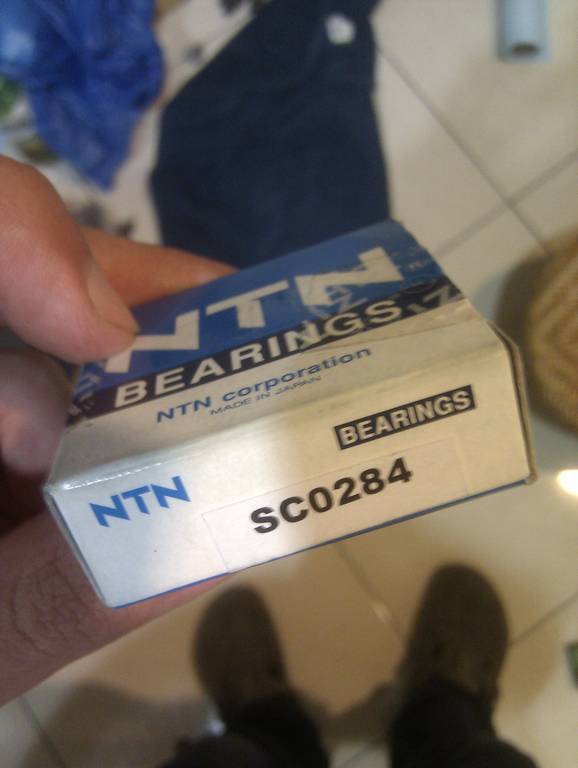 NTN
BEARINGS
NTN corporation
MADE IN JAPAN
BEARINGS
NTN
SC0284